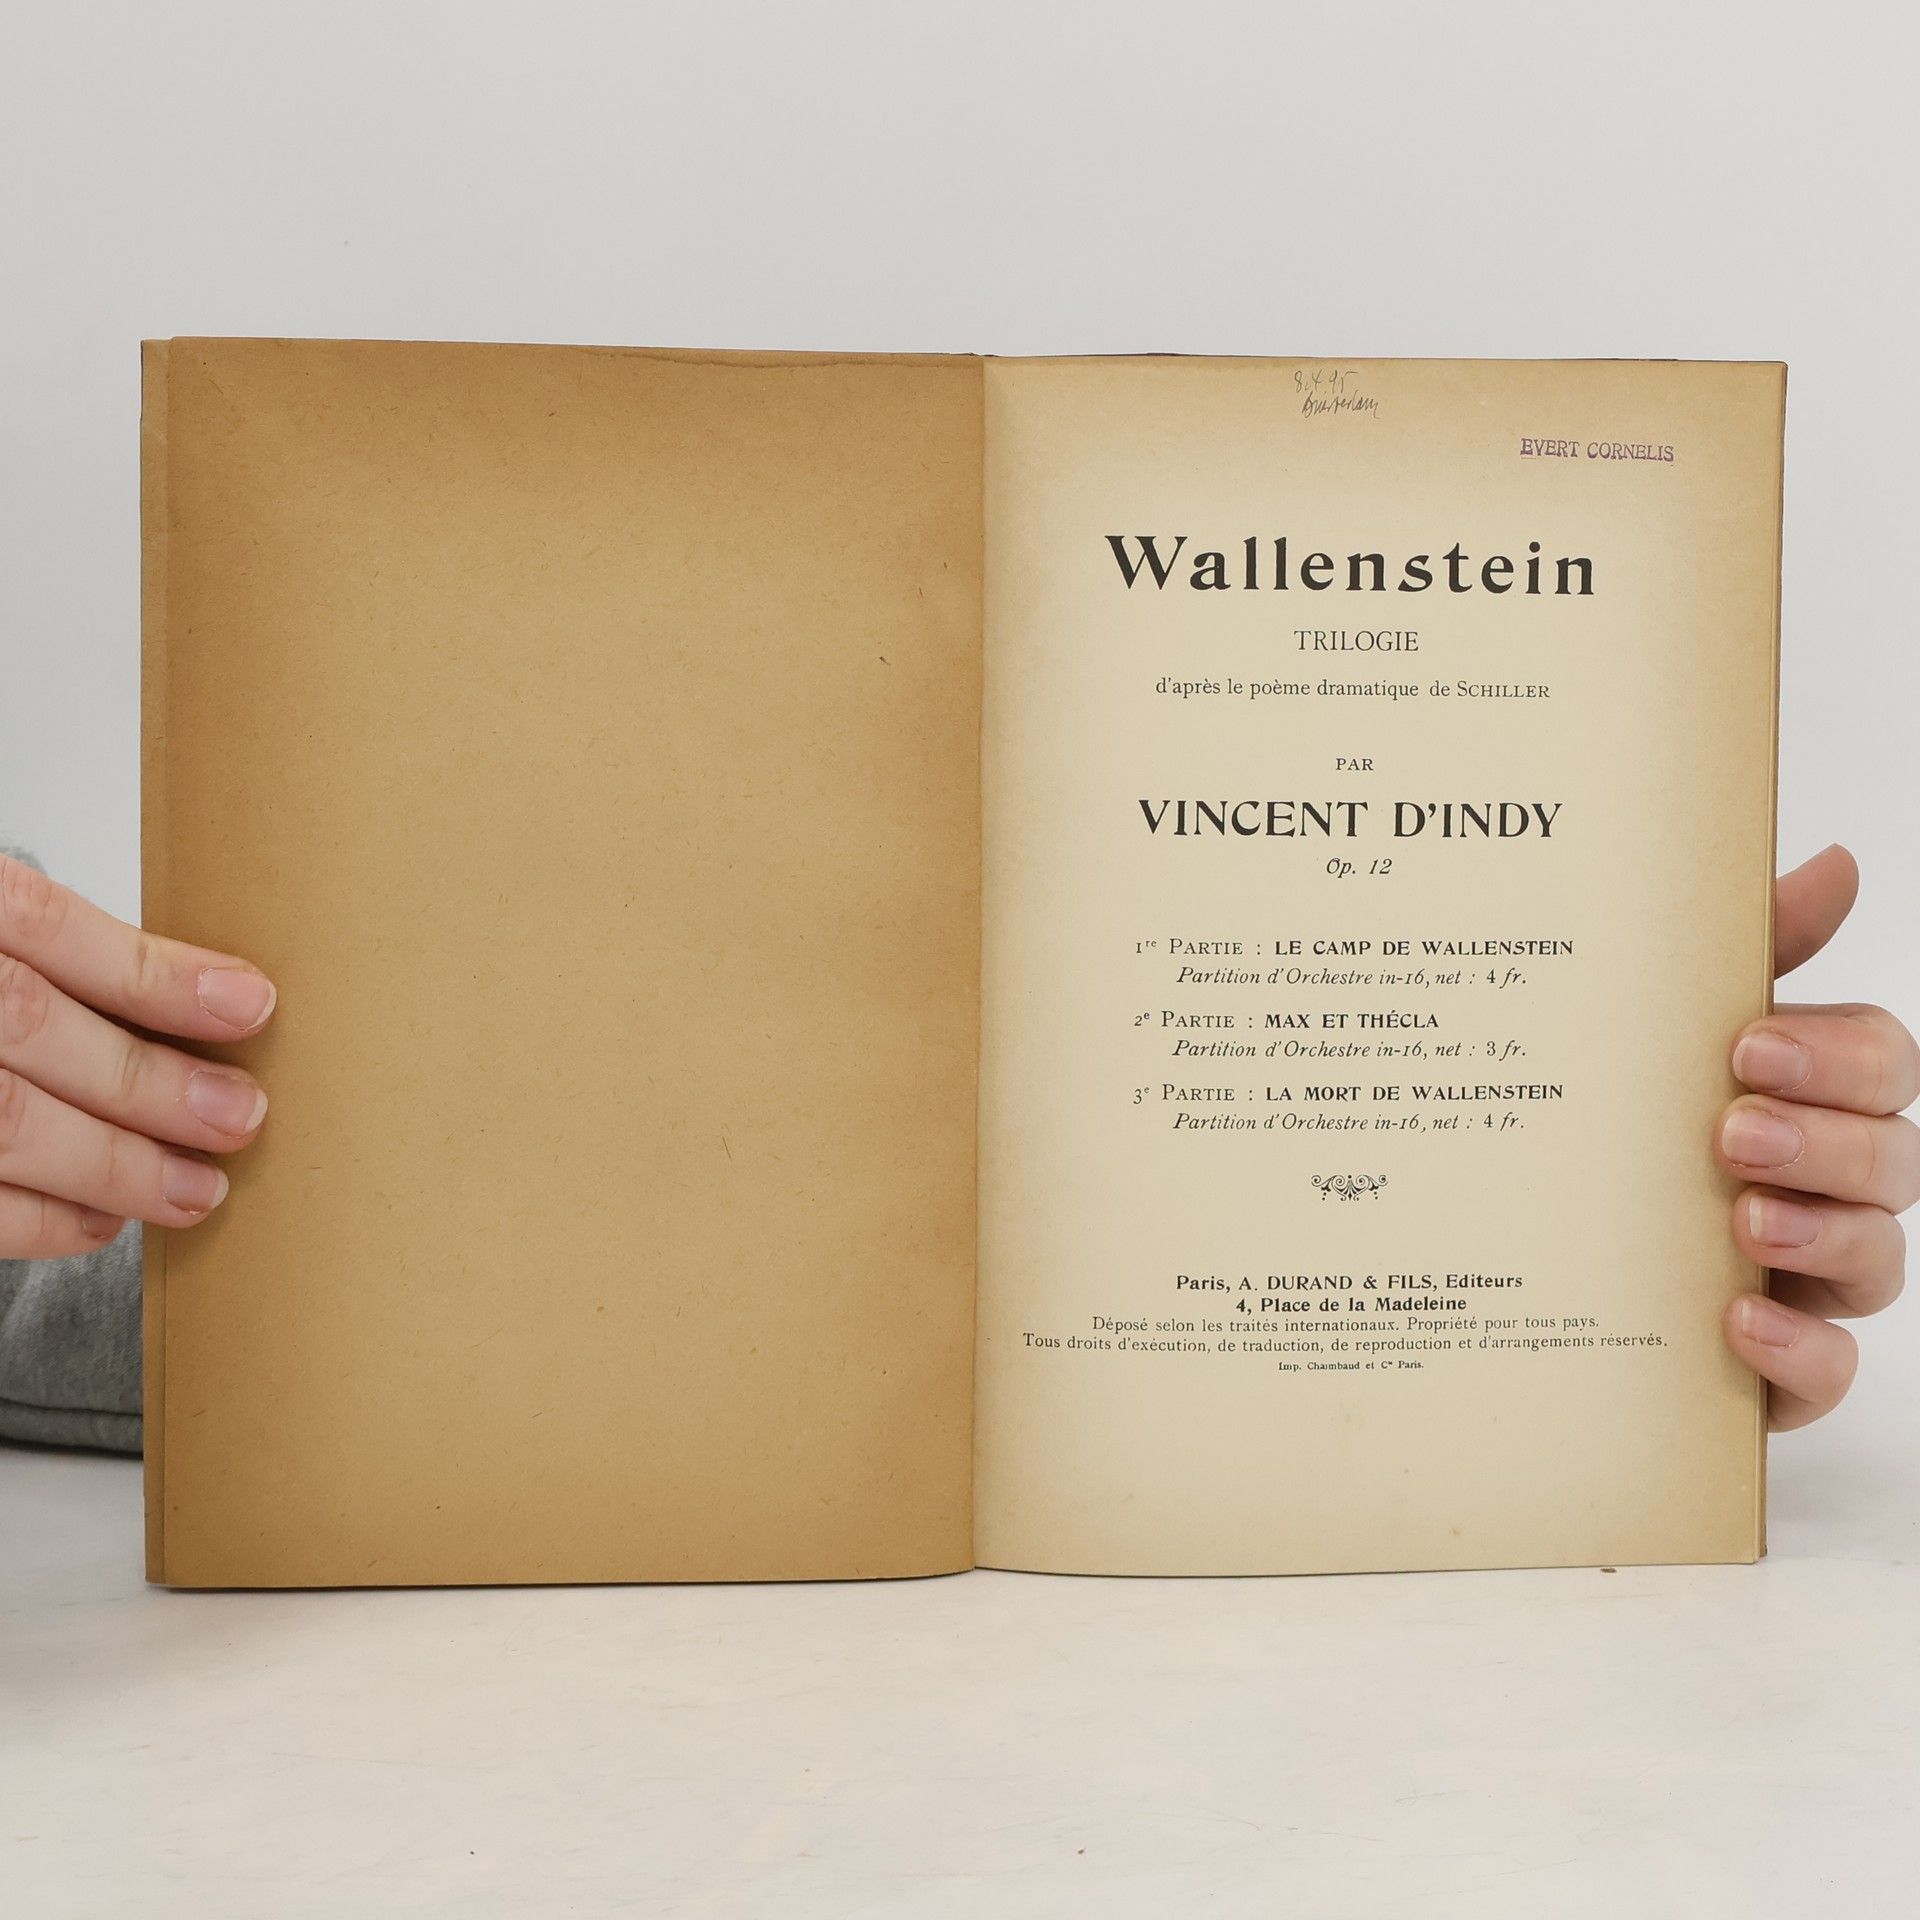 8.4.95
Amsterdam
EVERT CORNELIS
Wallenstein
TRILOGIE
d'après le poème dramatique de SCHILLER
PAR
VINCENT D'INDY
Op. 12
1re PARTIE : LE CAMP DE WALLENSTEIN
Partition d'Orchestre in-16, net : 4 fr.
2e PARTIE : MAX ET THÉCLA
Partition d'Orchestre in-16, net : 3 fr.
3e PARTIE : LA MORT DE WALLENSTEIN
Partition d'Orchestre in-16, net : 4 fr.
Paris, A. DURAND & FILS, Editeurs
4, Place de la Madeleine
Déposé selon les traités internationaux. Propriété pour tous pays.
Tous droits d'exécution, de traduction, de reproduction et d'arrangements réservés.
Imp. Chaimbaud et Cie Paris.